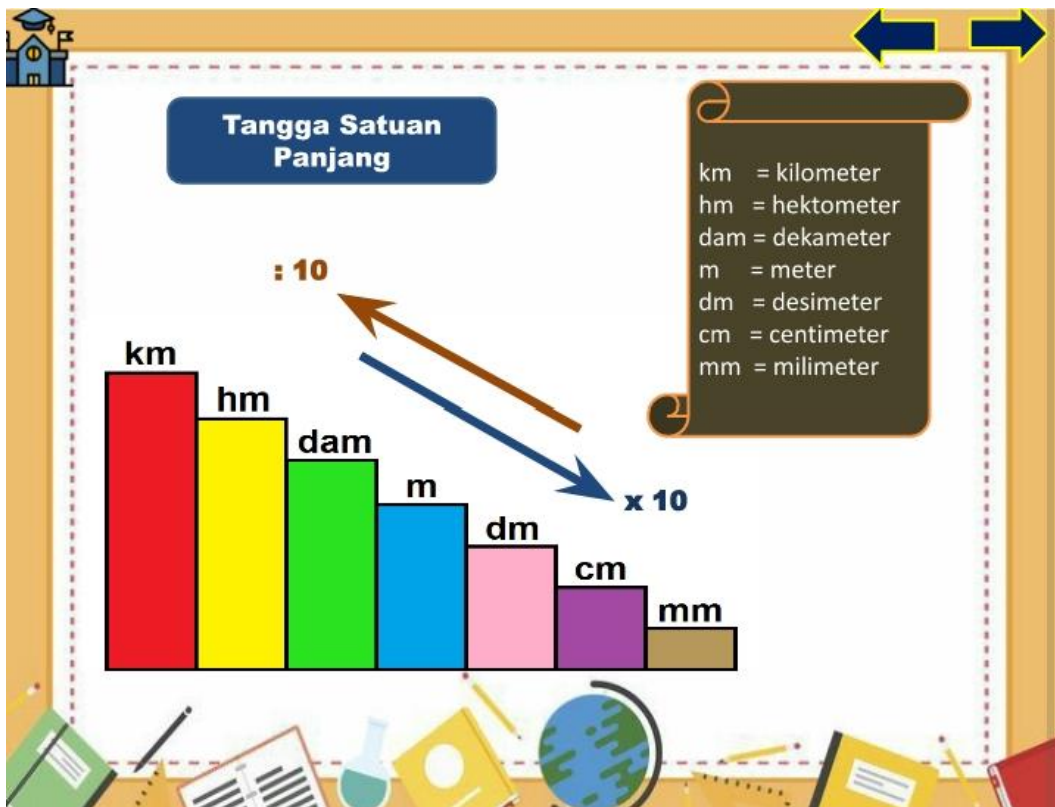 Tangga Satuan
Panjang
km = kilometer
hm = hektometer
dam = dekameter
m = meter
dm = desimeter
cm = centimeter
mm = milimeter
: 10
x 10
km
hm
dam
m
dm
cm
mm